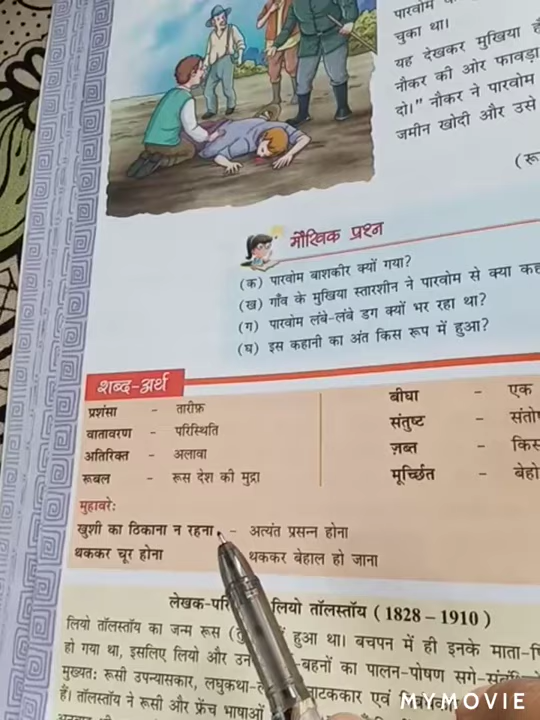 पारवोम
चुका था।
यह देखकर मुखिया
नौकर की ओर फावड़ा
दो।" नौकर ने पारवोम
जमीन खोदी और उसे
मौखिक प्रश्न
(क) पारवोम बाशकीर क्यों गया?
(ख) गाँव के मुखिया स्तारशीन ने पारवोम से क्या
(ग) पारवोम लंबे-लंबे डग क्यों भर रहा था?
(घ) इस कहानी का अंत किस रूप में हुआ?
शब्द-अर्थ
प्रशंसा - तारीफ़
वातावरण - परिस्थिति
अतिरिक्त - अलावा
रूबल - रूस देश की मुद्रा
बीघा - एक
संतुष्ट -
ज़ब्त -
मूर्च्छित -
मुहावरे:
खुशी का ठिकाना न रहना - अत्यंत प्रसन्न होना
थककर चूर होना थककर बेहाल हो जाना
लियो तॉलस्तॉय (1828-1910)
लियो तॉलस्तॉय का जन्म रूस हुआ था। बचपन में ही इनके
हो गया था, इसलिए लियो और बहनों का पालन-पोषण
मुख्यत: रूसी उपन्यासकार, नाटककार एवं
हैं। तॉलस्तॉय ने रूसी और फ्रेंच भाषाओं
MYMOVIE